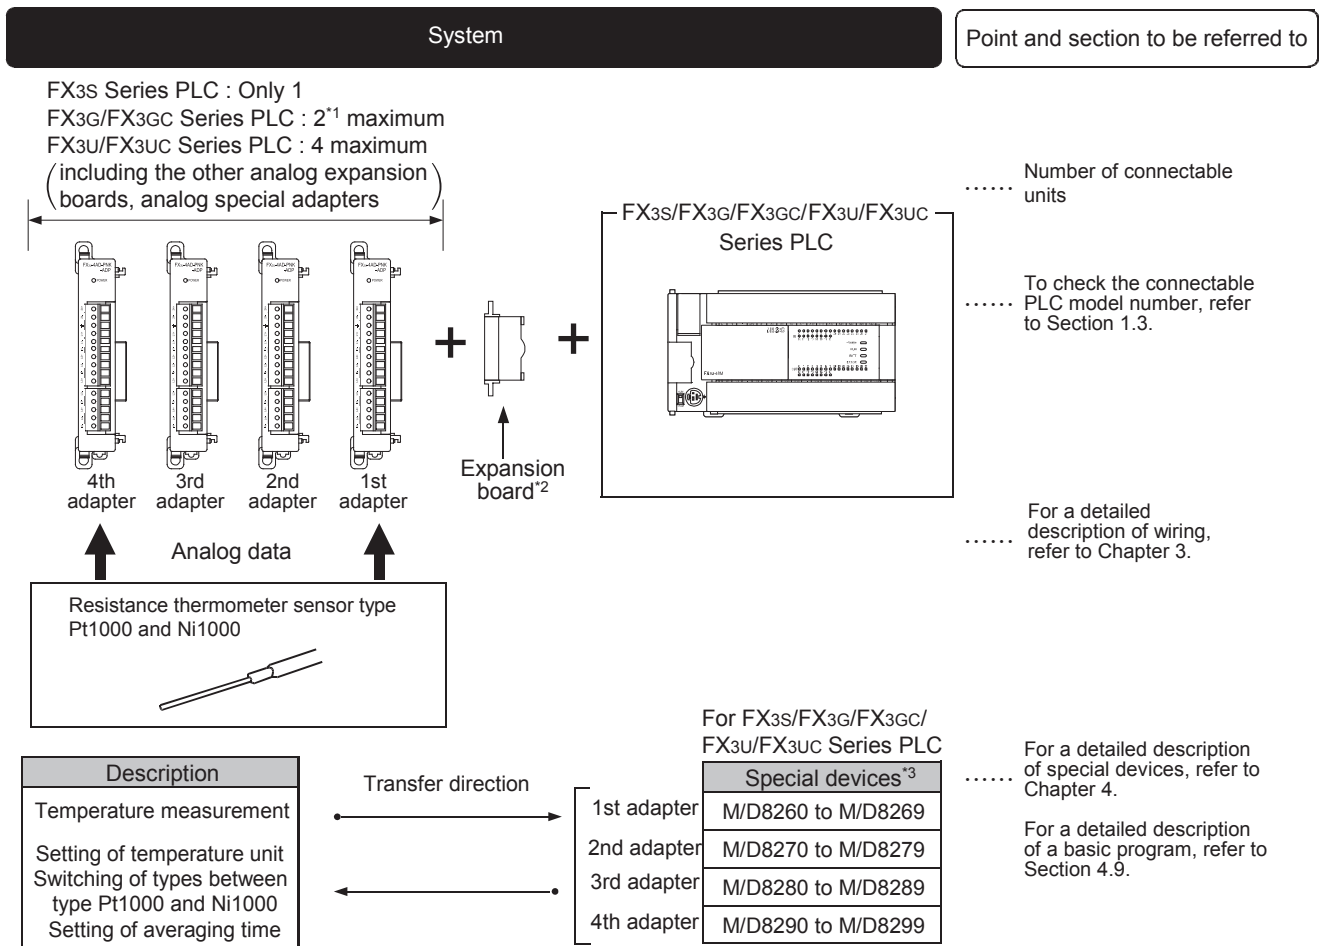 System
Point and section to be referred to
FX3S Series PLC : Only 1
FX3G/FX3GC Series PLC : 2*1 maximum
FX3U/FX3UC Series PLC : 4 maximum
(including the other analog expansion
boards, analog special adapters)
...... Number of connectable
units
FX3S/FX3G/FX3GC/FX3U/FX3UC
Series PLC
...... To check the connectable
PLC model number, refer
to Section 1.3.
+
+
4th
adapter
3rd
adapter
2nd
adapter
1st
adapter
Expansion
board*2
...... For a detailed
description of wiring,
refer to Chapter 3.
Analog data
Resistance thermometer sensor type
Pt1000 and Ni1000
For FX3S/FX3G/FX3GC/
FX3U/FX3UC Series PLC
Description
Transfer direction
Special devices*3
Temperature measurement
Setting of temperature unit
Switching of types between
type Pt1000 and Ni1000
Setting of averaging time
1st adapter M/D8260 to M/D8269
2nd adapter M/D8270 to M/D8279
3rd adapter M/D8280 to M/D8289
4th adapter M/D8290 to M/D8299
...... For a detailed description
of special devices, refer to
Chapter 4.
For a detailed description
of a basic program, refer to
Section 4.9.